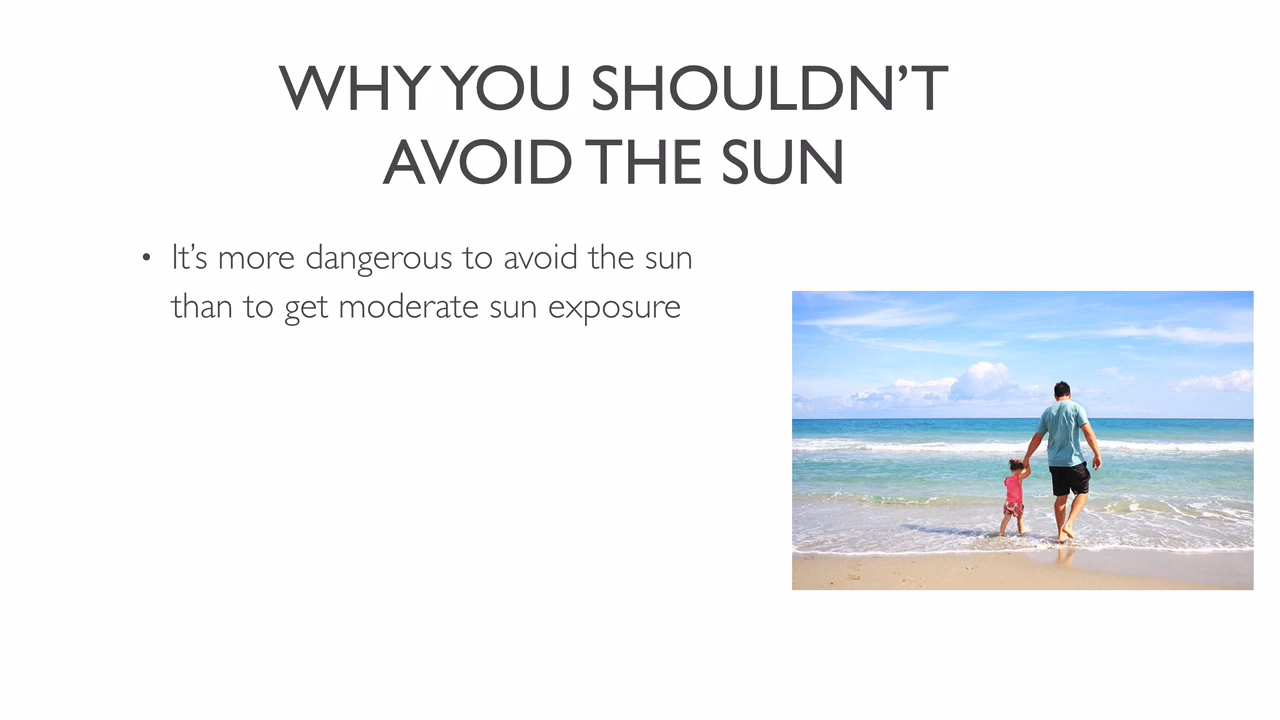 WHY YOU SHOULDN’T
AVOID THE SUN
• It’s more dangerous to avoid the sun
than to get moderate sun exposure